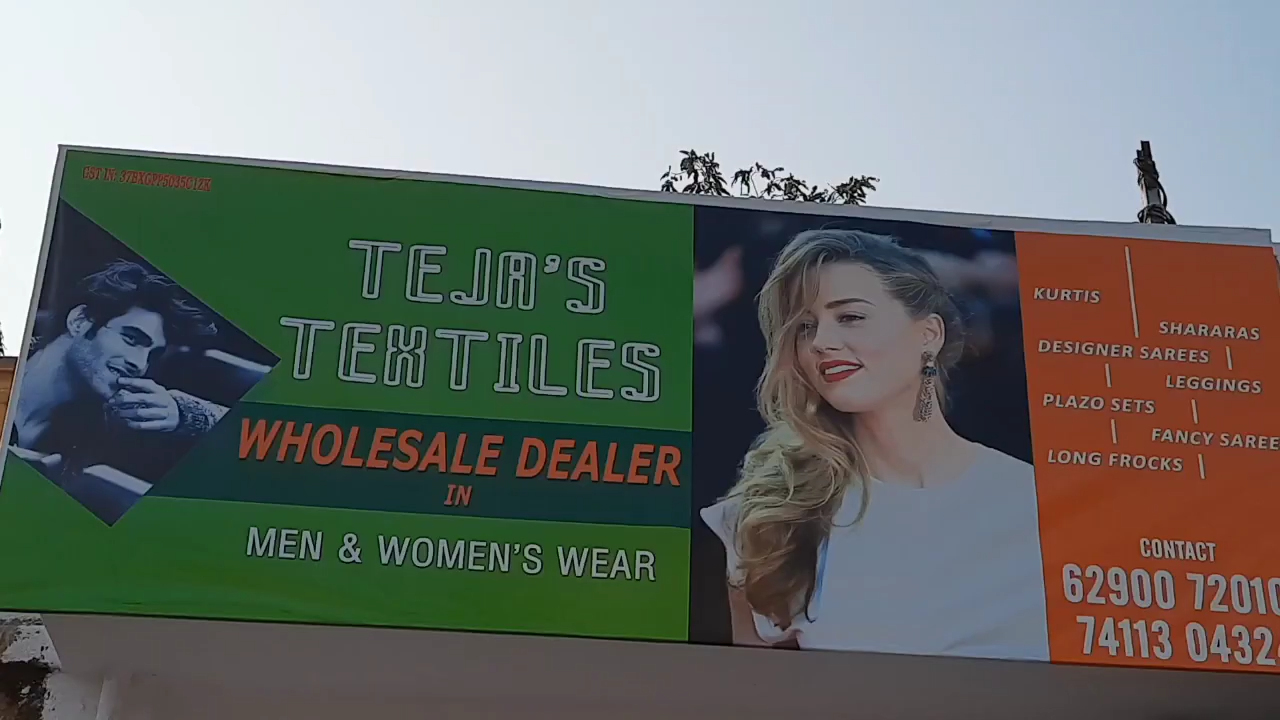 TEJA'S
TEXTILES
WHOLESALE DEALER
IN
MEN & WOMEN'S WEAR
KURTIS
SHARARAS
DESIGNER SAREES
LEGGINGS
PLAZO SETS
FANCY SAREE
LONG FROCKS
CONTACT
62900 72010
74113 0432